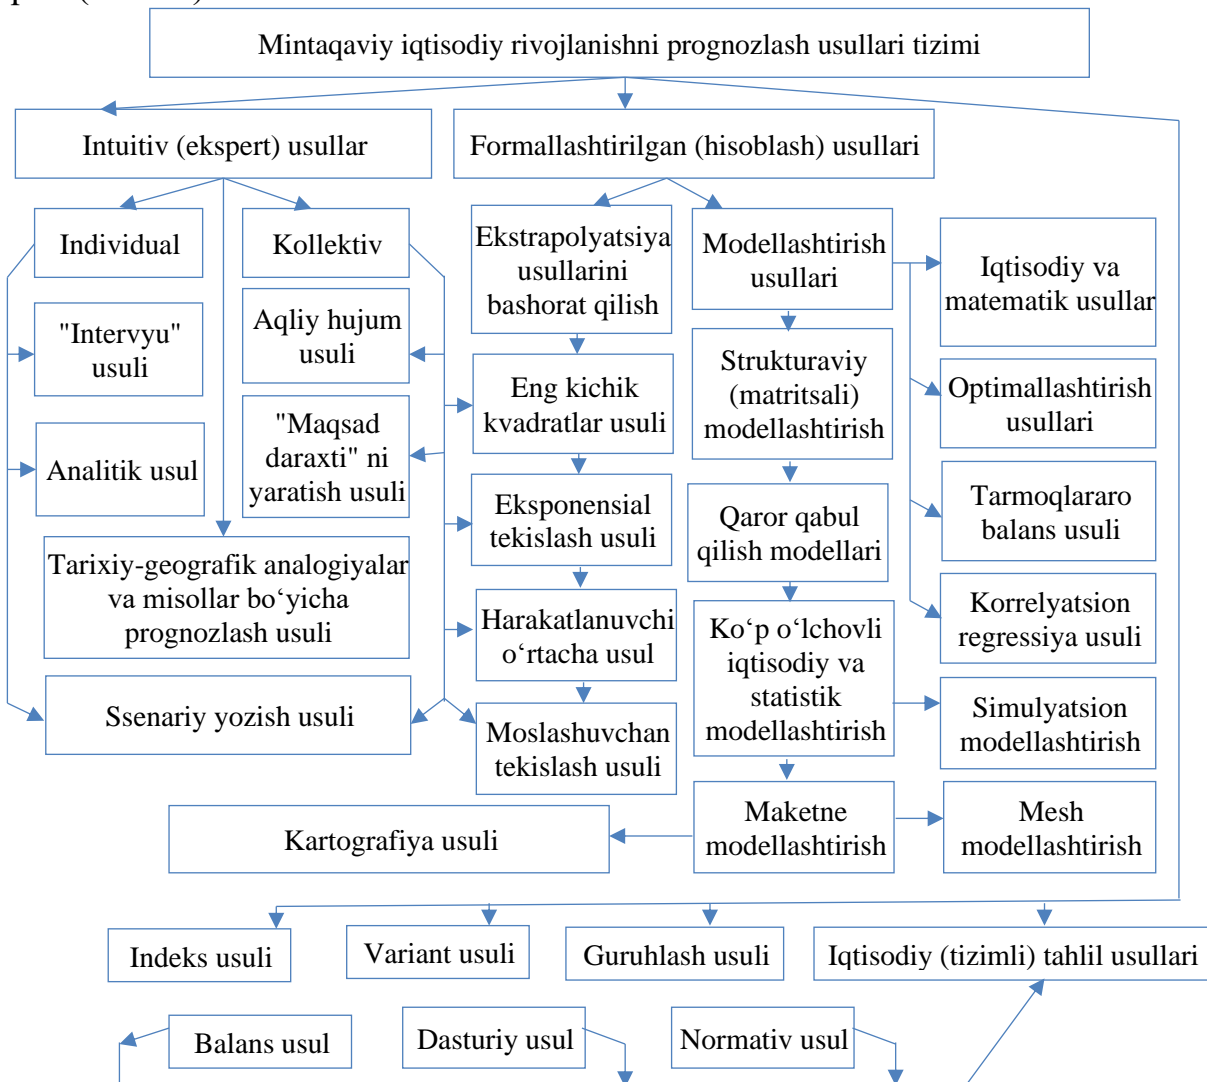 Mintaqaviy iqtisodiy rivojlanishni prognozlash usullari tizimi
Intuitiv (ekspert) usullar
Formallashtirilgan (hisoblash) usullari
Individual
Kollektiv
Ekstrapolyatsiya
usullarini
bashorat qilish
Modellashtirish
usullari
Iqtisodiy va
matematik usullar
"Intervyu"
usuli
Aqliy hujum
usuli
Eng kichik
kvadratlar usuli
Strukturaviy
(matritsali)
modellashtirish
Optimallashtirish
usullari
Analitik usul
"Maqsad
daraxti" ni
yaratish usuli
Eksponensial
tekislash usuli
Qaror qabul
qilish modellari
Tarmoqlararo
balans usuli
Tarixiy-geografik analogiyalar
va misollar bo‘yicha
prognozlash usuli
Harakatlanuvchi
o‘rtacha usul
Ko‘p o‘lchovli
iqtisodiy va
statistik
modellashtirish
Korrelyatsion
regressiya usuli
Ssenariy yozish usuli
Moslashuvchan
tekislash usuli
Simulyatsion
modellashtirish
Kartografiya usuli
Maketne
modellashtirish
Mesh
modellashtirish
Indeks usuli
Variant usuli
Guruhlash usuli
Iqtisodiy (tizimli) tahlil usullari
Balans usul
Dasturiy usul
Normativ usul